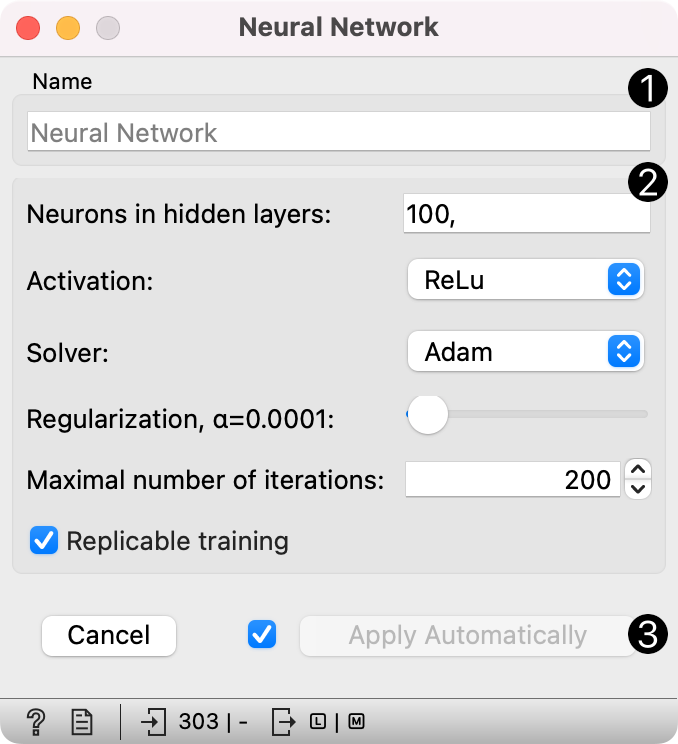 Neural Network
Name
1
Neural Network
2
Neurons in hidden layers: 100,
Activation: ReLu
Solver: Adam
Regularization, α=0.0001:
Maximal number of iterations: 200
Replicable training
Cancel Apply Automatically 3
? 303 | - L | M